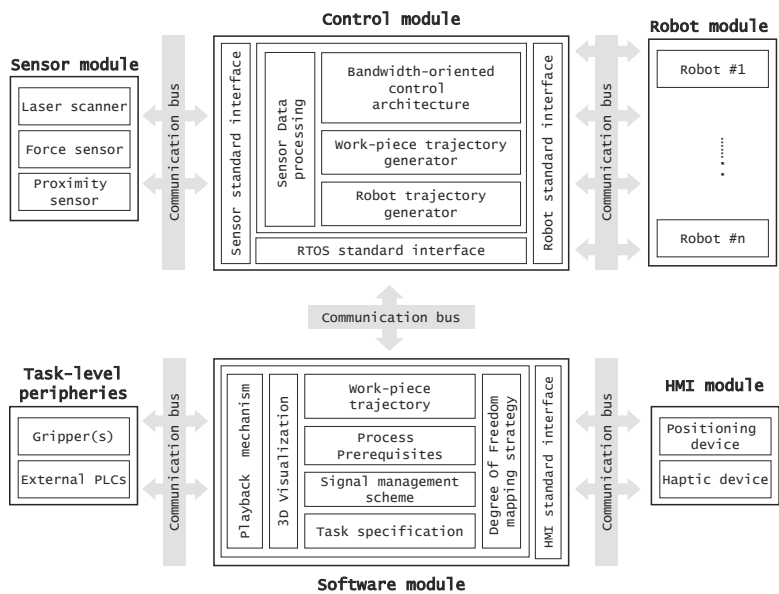 Control module
Robot module
Sensor module
Laser scanner
Force sensor
Proximity
sensor
Communication bus
Sensor standard interface
Sensor Data
processing
Bandwidth-oriented
control
architecture
Work-piece trajectory
generator
Robot trajectory
generator
RTOS standard interface
Robot standard interface
Communication bus
Robot #1
Robot #n
Communication bus
Task-level
peripheries
Gripper(s)
External PLCs
Communication bus
Playback mechanism
3D Visualization
Work-piece
trajectory
Process
Prerequisites
Signal management
scheme
Task specification
Degree Of Freedom
mapping strategy
HMI standard interface
Communication bus
HMI module
Positioning
device
Haptic device
Software module